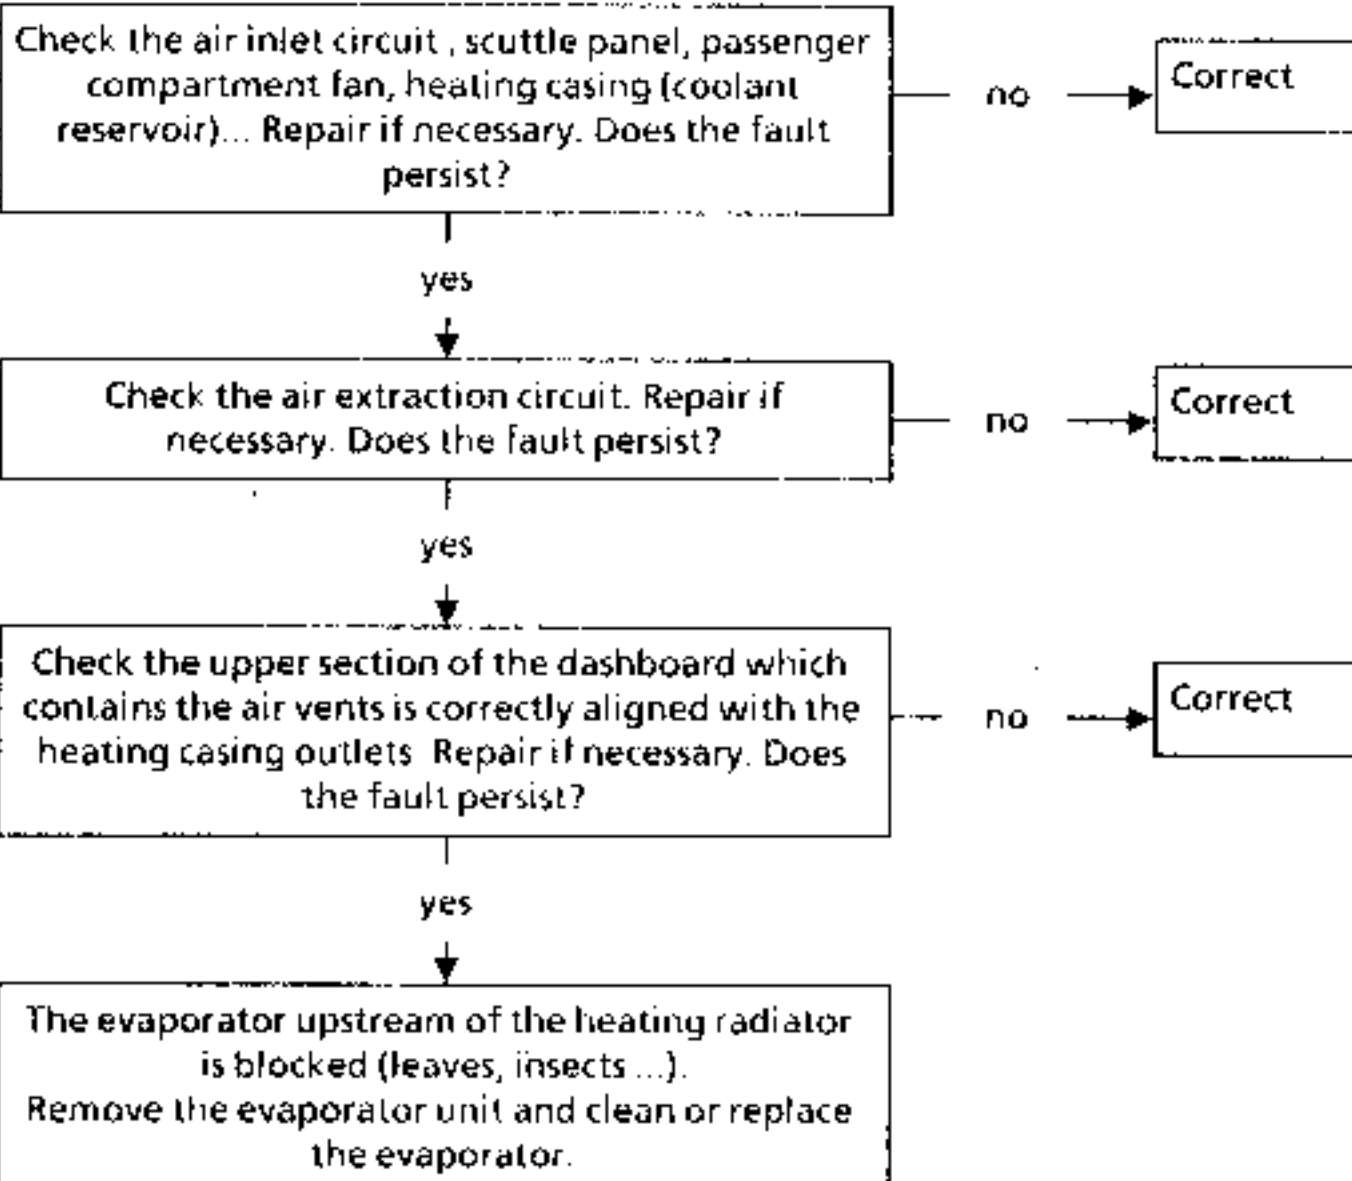 Check the air inlet circuit , scuttle panel, passenger
compartment fan, heating casing (coolant
reservoir)... Repair if necessary. Does the fault
persist?
no
Correct
yes
Check the air extraction circuit. Repair if
necessary. Does the fault persist?
no
Correct
yes
Check the upper section of the dashboard which
contains the air vents is correctly aligned with the
heating casing outlets Repair if necessary. Does
the fault persist?
no
Correct
yes
The evaporator upstream of the heating radiator
is blocked (leaves, insects ...).
Remove the evaporator unit and clean or replace
the evaporator.